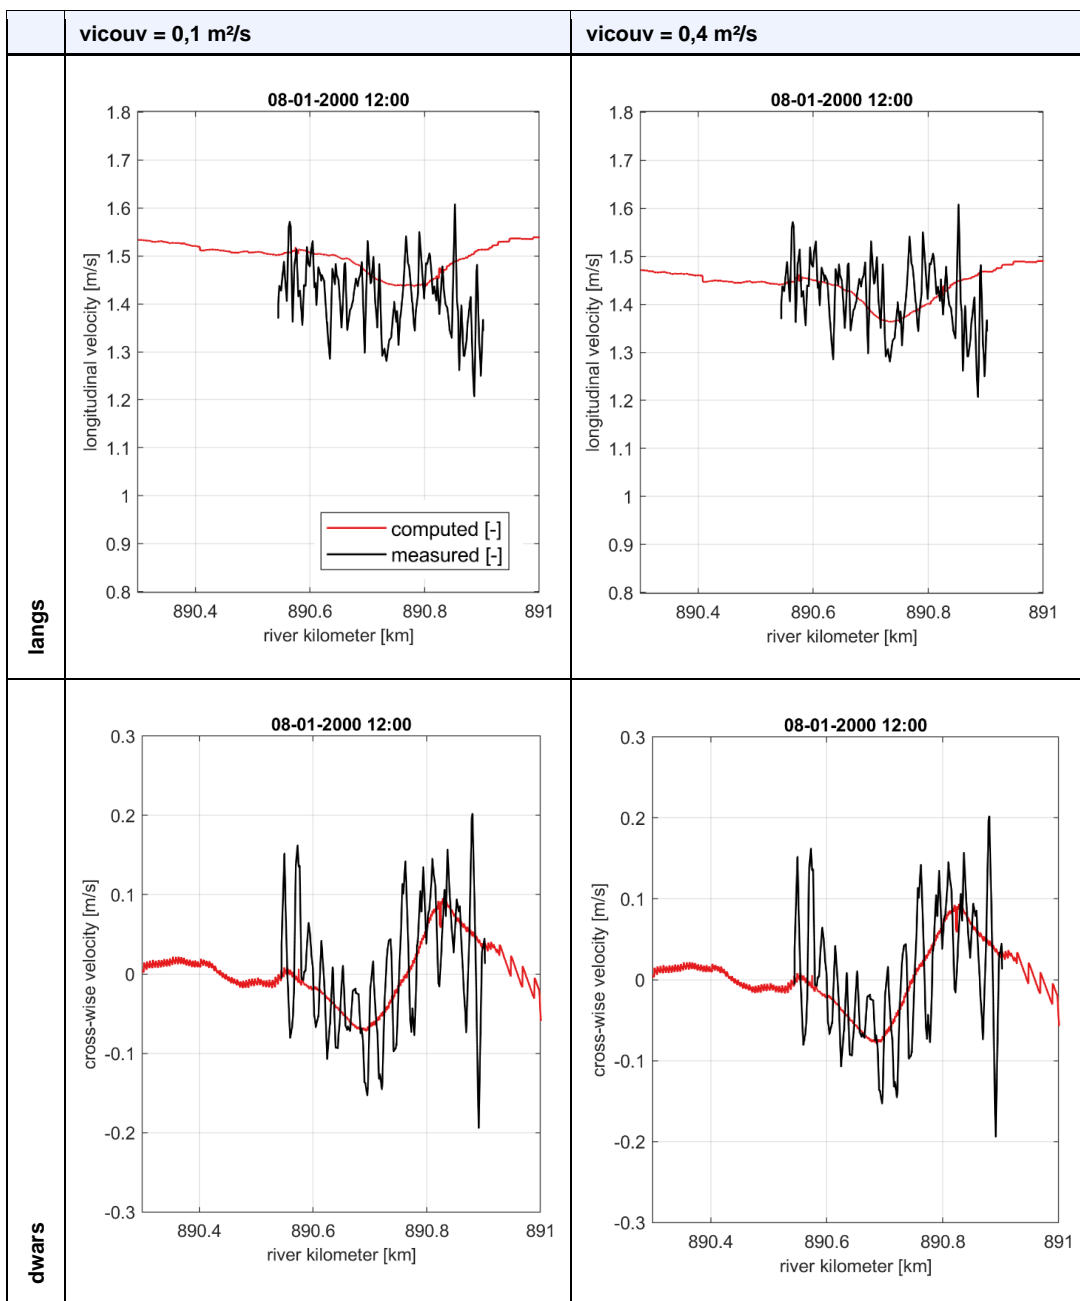 vicouv = 0,1 m²/s
vicouv = 0,4 m²/s
langs
08-01-2000 12:00
1.8
1.7
1.6
1.5
1.4
1.3
1.2
1.1
1
0.9
0.8
longitudinal velocity [m/s]
computed [-]
measured [-]
890.4 890.6 890.8 891
river kilometer [km]
08-01-2000 12:00
1.8
1.7
1.6
1.5
1.4
1.3
1.2
1.1
1
0.9
0.8
longitudinal velocity [m/s]
890.4 890.6 890.8 891
river kilometer [km]
dwars
08-01-2000 12:00
0.3
0.2
0.1
0
-0.1
-0.2
-0.3
cross-wise velocity [m/s]
890.4 890.6 890.8 891
river kilometer [km]
08-01-2000 12:00
0.3
0.2
0.1
0
-0.1
-0.2
-0.3
cross-wise velocity [m/s]
890.4 890.6 890.8 891
river kilometer [km]